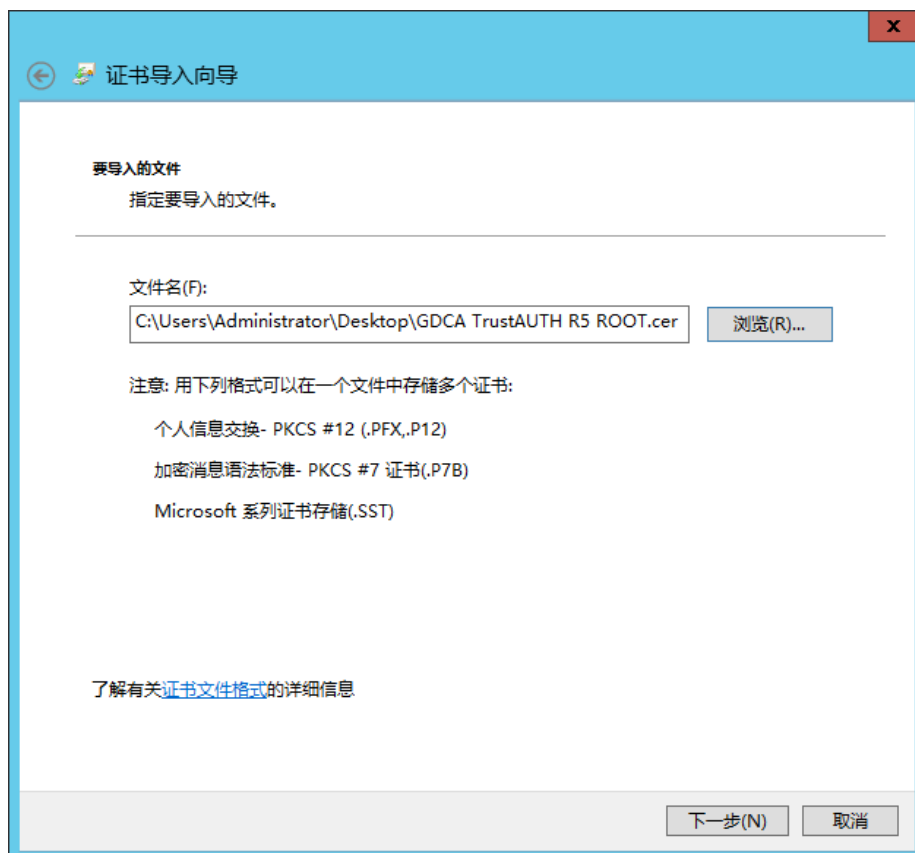 x
证书导入向导
要导入的文件
指定要导入的文件。
文件名(F):
C:\Users\Administrator\Desktop\GDCA TrustAUTH R5 ROOT.cer
浏览(R)...
注意: 用下列格式可以在一个文件中存储多个证书:
个人信息交换- PKCS #12 (.PFX,.P12)
加密消息语法标准- PKCS #7 证书(.P7B)
Microsoft 系列证书存储(.SST)
了解有关证书文件格式的详细信息
下一步(N)
取消